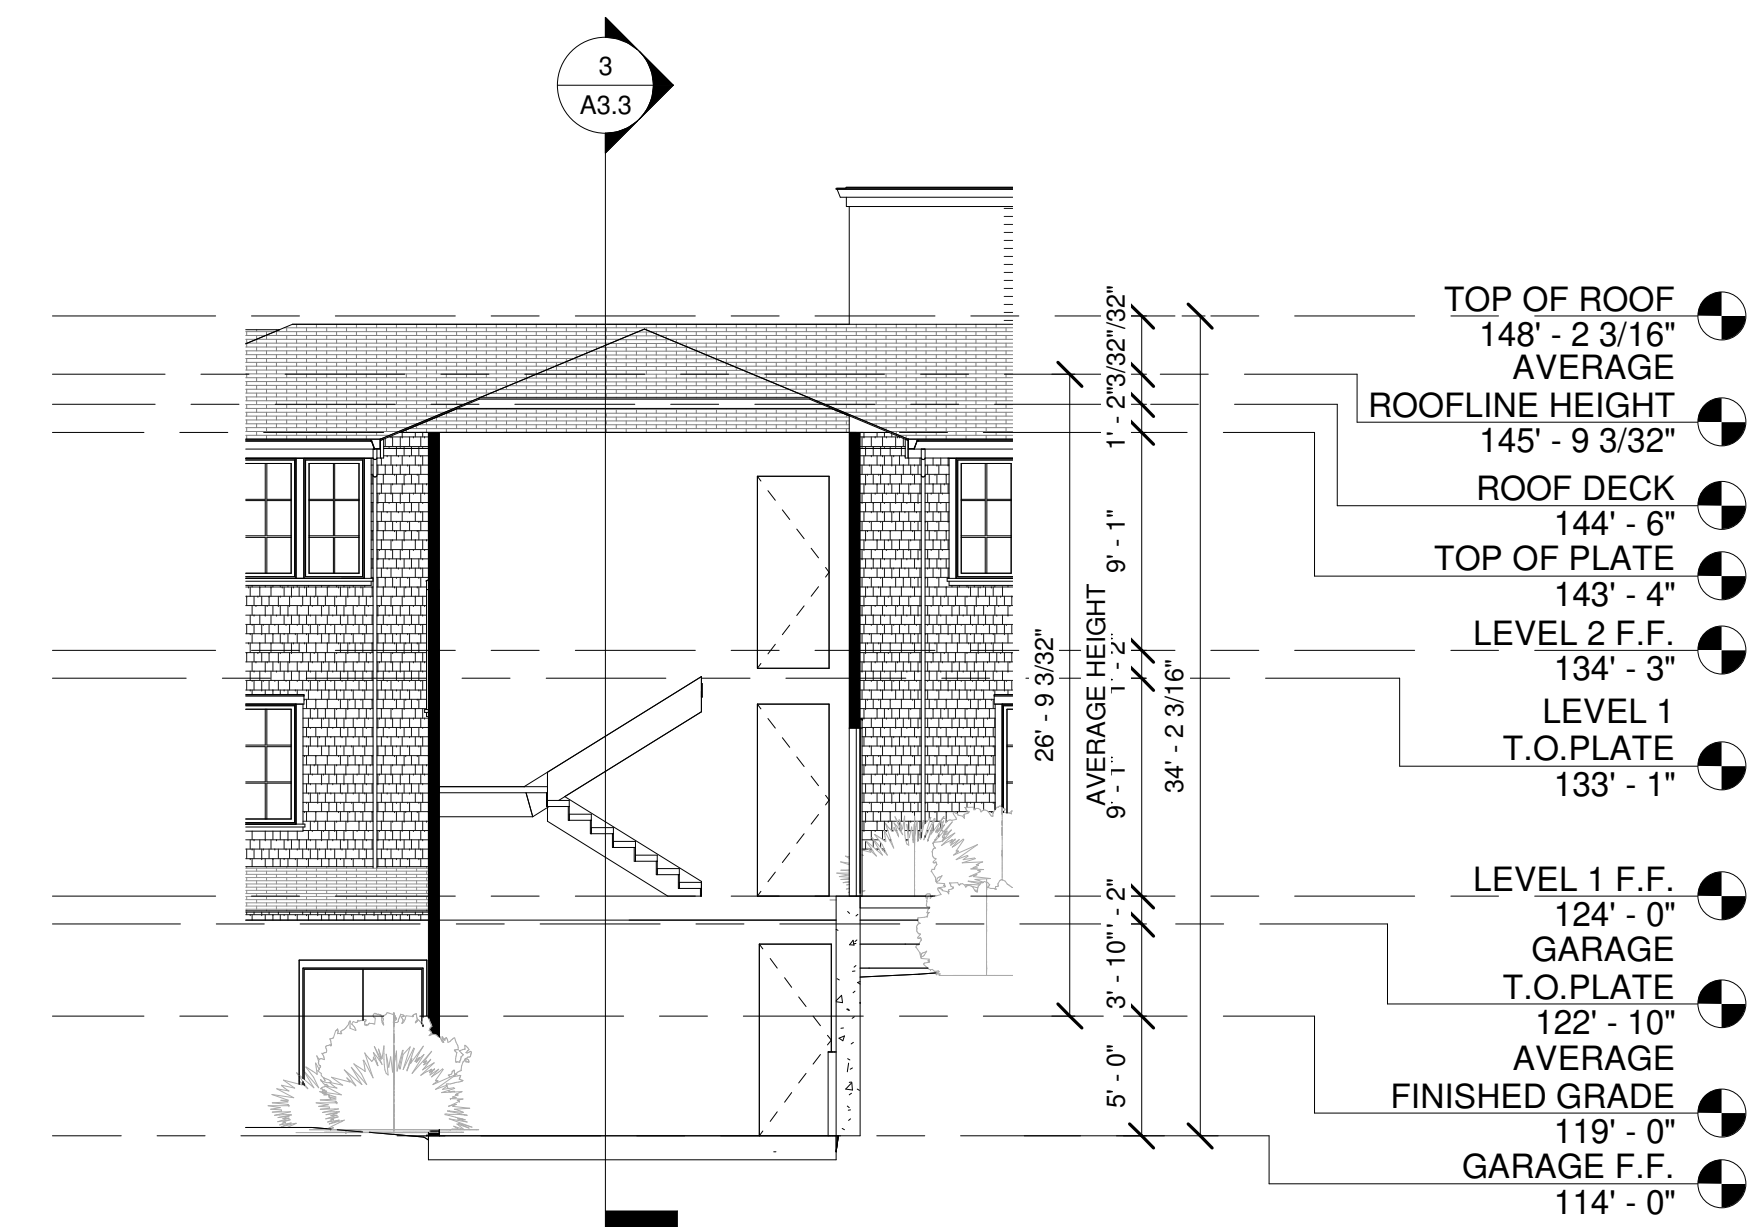 3
A3.3
TOP OF ROOF
148' - 2 3/16"
AVERAGE
ROOFLINE HEIGHT
145' - 9 3/32"
ROOF DECK
144' - 6"
TOP OF PLATE
143' - 4"
LEVEL 2 F.F.
134' - 3"
LEVEL 1
T.O.PLATE
133' - 1"
LEVEL 1 F.F.
124' - 0"
GARAGE
T.O.PLATE
122' - 10"
AVERAGE
FINISHED GRADE
119' - 0"
GARAGE F.F.
114' - 0"
26' - 9 3/32"
AVERAGE HEIGHT
1' - 2"
9' - 1"
1' - 2"
9' - 1"
3' - 10"
5' - 0"
34' - 2 3/16"